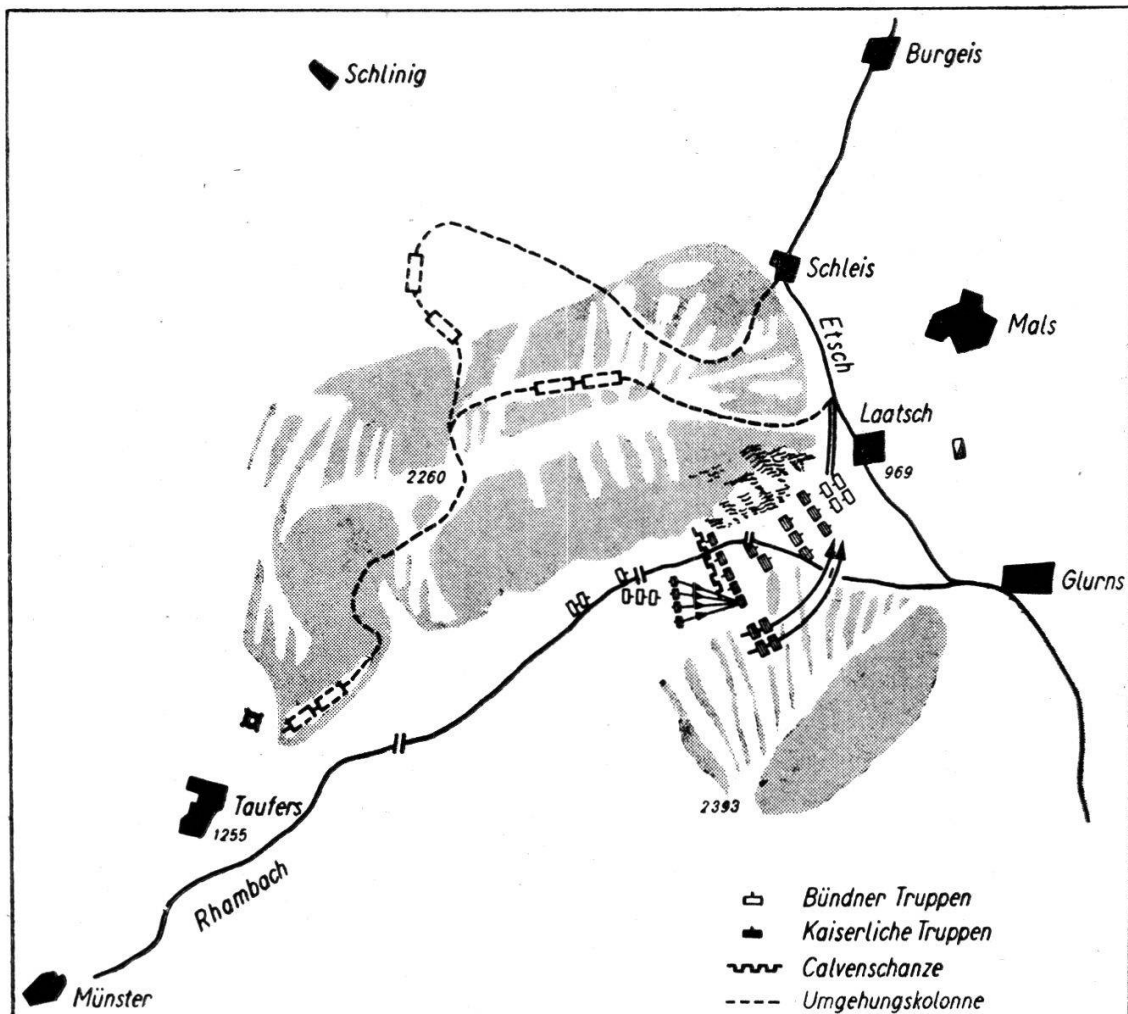 Burgeis
Schlinig
Schleis
Etsch
Mals
Laatsch
969
2260
Glurns
2393
Taufers
1255
Rhambach
Münster
Bündner Truppen
Kaiserliche Truppen
Calvenschanze
Umgehungskolonne